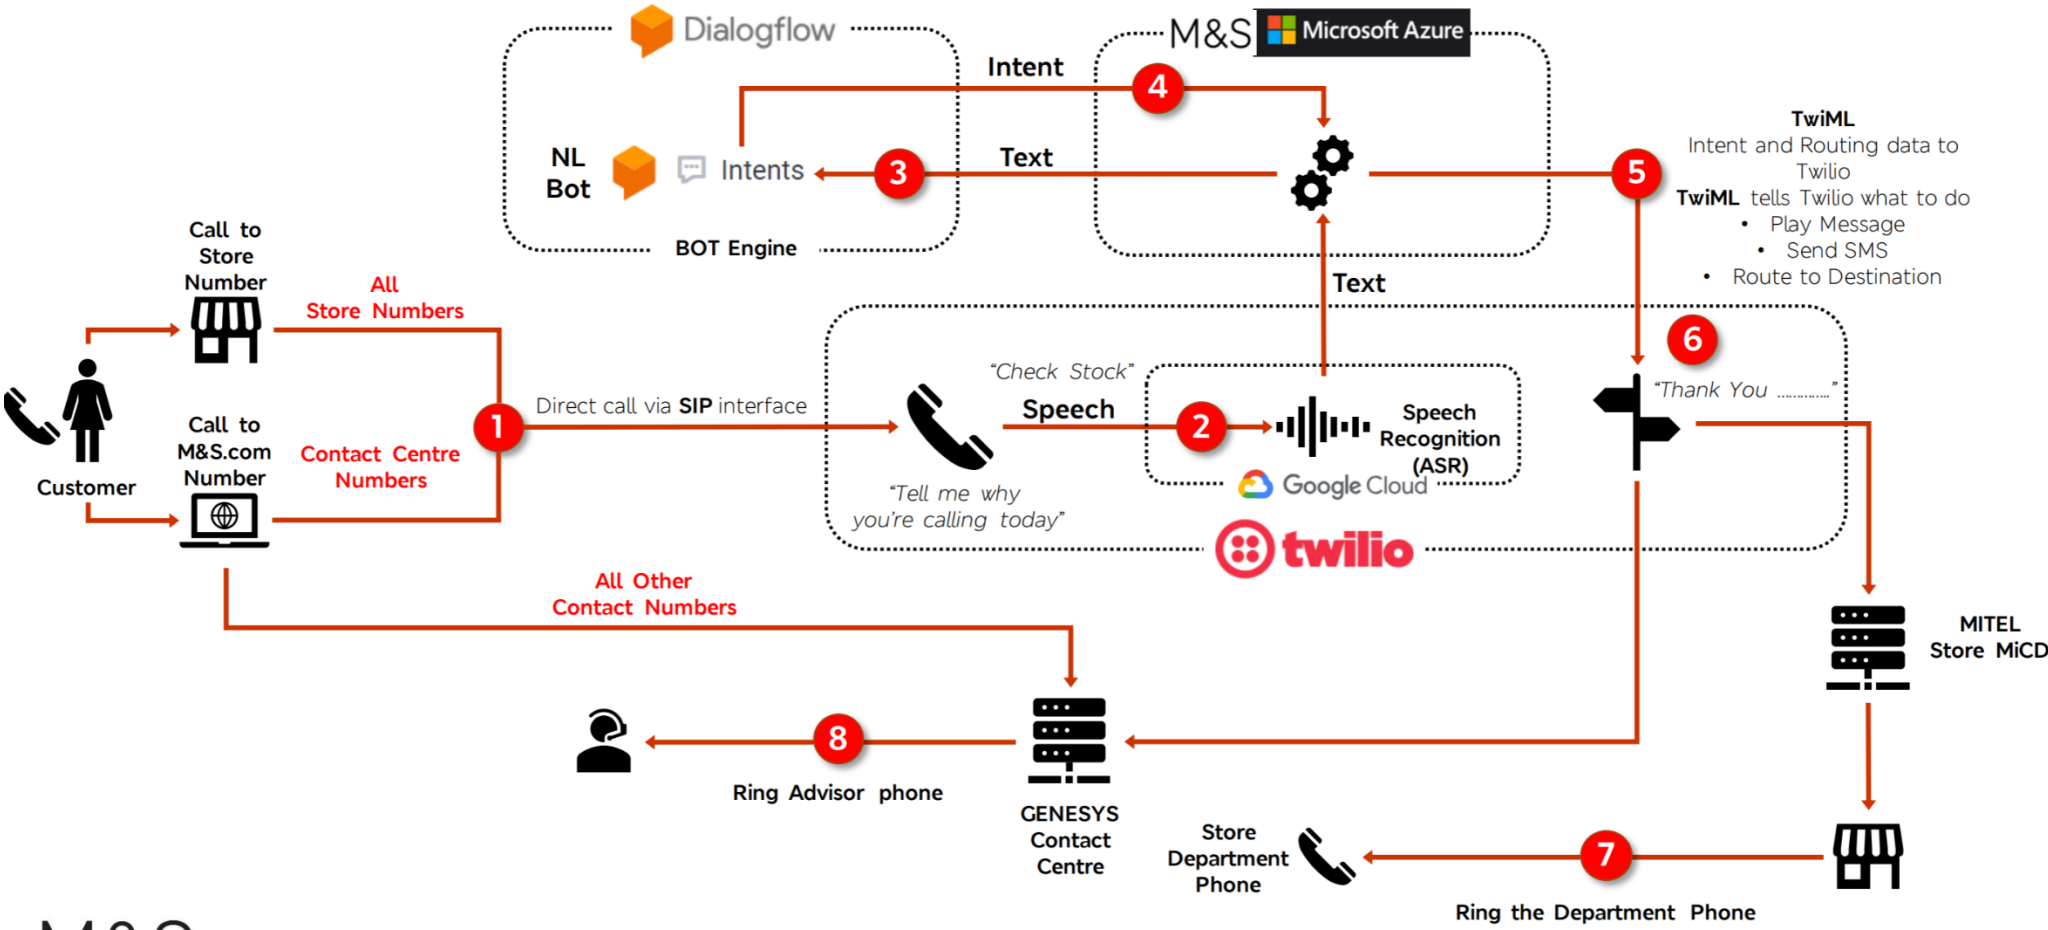 Dialogflow
M&S Microsoft Azure
Intent
4
NL
Bot
Intents
3
Text
5
TwiML
Intent and Routing data to
Twilio
TwiML tells Twilio what to do
• Play Message
• Send SMS
• Route to Destination
BOT Engine
Call to
Store
Number
All
Store Numbers
Text
6
"Thank You ............."
"Check Stock"
Speech
2
Speech
Recognition
(ASR)
Google Cloud
1
Direct call via SIP interface
"Tell me why
you're calling today"
twilio
Customer
Call to
M&S.com
Number
Contact Centre
Numbers
All Other
Contact Numbers
MITEL
Store MiCD
8
Ring Advisor phone
GENESYS
Contact
Centre
Store
Department
Phone
7
Ring the Department Phone
M&S